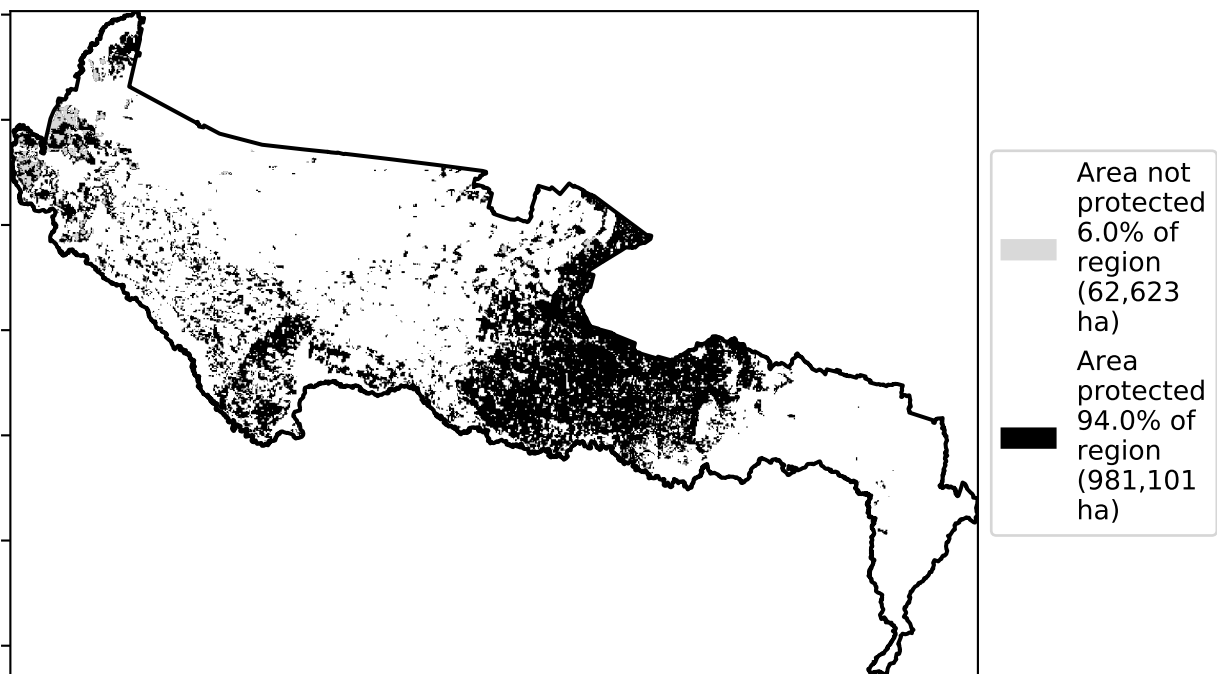 Area not
protected
6.0% of
region
(62,623
ha)
Area
protected
94.0% of
region
(981,101
ha)